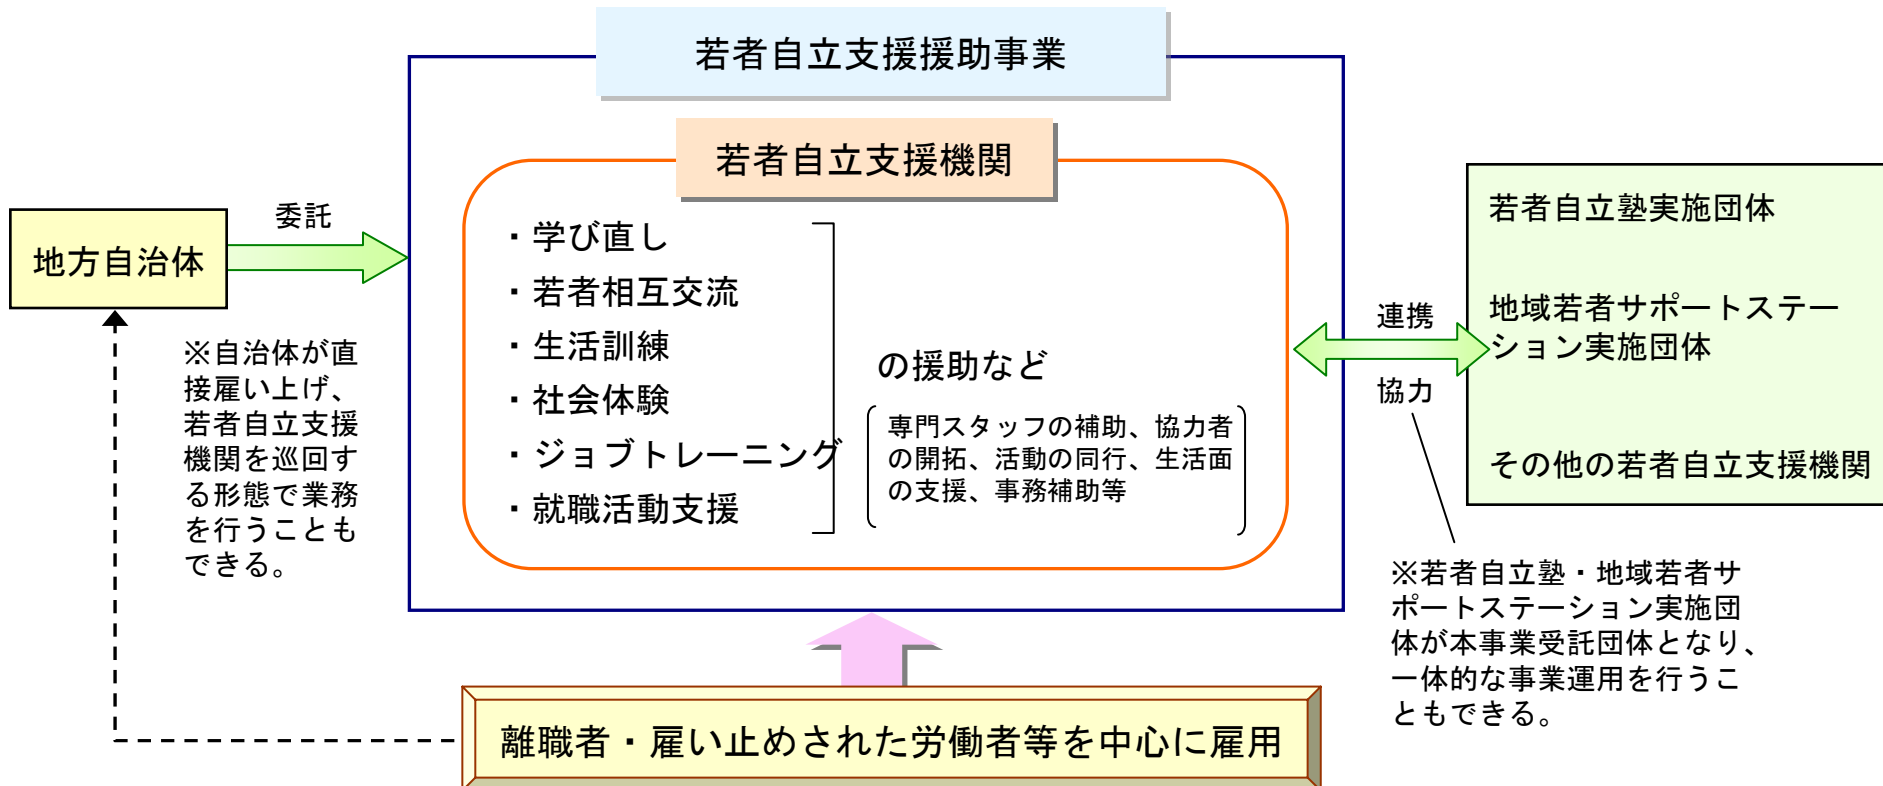 若者自立支援援助事業
若者自立支援機関
地方自治体
委託
※自治体が直
接雇い上げ、
若者自立支援
機関を巡回す
る形態で業務
を行うことも
できる。
・学び直し
・若者相互交流
・生活訓練
・社会体験
・ジョブトレーニング
・就職活動支援
の援助など
専門スタッフの補助、協力者
の開拓、活動の同行、生活面
の支援、事務補助等
連携
協力
若者自立塾実施団体
地域若者サポートステー
ション実施団体
その他の若者自立支援機関
※若者自立塾・地域若者サ
ポートステーション実施団
体が本事業受託団体となり、
一体的な事業運用を行うこ
ともできる。
離職者・雇い止めされた労働者等を中心に雇用